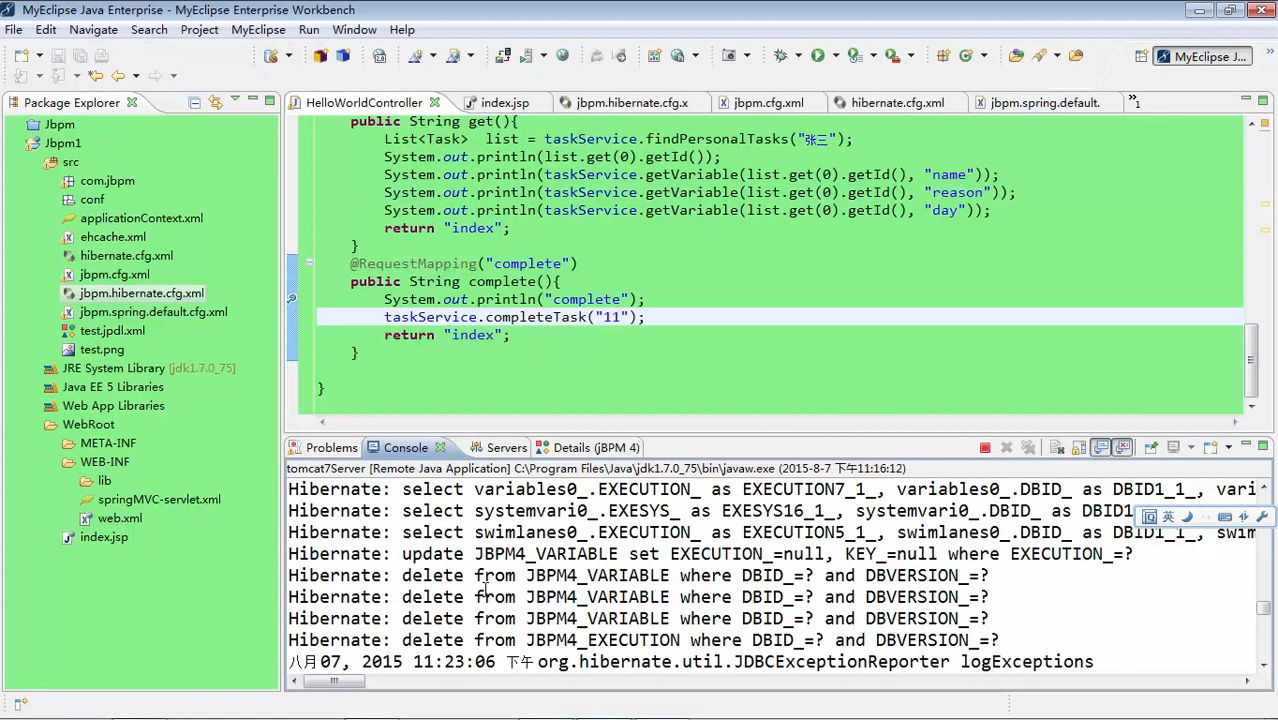 MyEclipse Java Enterprise - MyEclipse Enterprise Workbench
File Edit Navigate Search Project MyEclipse Run Window Help
MyEclipse J...
Package Explorer
HelloWorldController index.jsp jbpm.hibernate.cfg.x jbpm.cfg.xml hibernate.cfg.xml jbpm.spring.default. »1
Jbpm
Jbpm1
src
com.jbpm
conf
applicationContext.xml
ehcache.xml
hibernate.cfg.xml
jbpm.cfg.xml
jbpm.hibernate.cfg.xml
jbpm.spring.default.cfg.xml
test.jpdl.xml
test.png
JRE System Library [jdk1.7.0_75]
Java EE 5 Libraries
Web App Libraries
WebRoot
META-INF
WEB-INF
lib
springMVC-servlet.xml
web.xml
index.jsp
public String get(){
List<Task> list = taskService.findPersonalTasks("张三");
System.out.println(list.get(0).getId());
System.out.println(taskService.getVariable(list.get(0).getId(), "name"));
System.out.println(taskService.getVariable(list.get(0).getId(), "reason"));
System.out.println(taskService.getVariable(list.get(0).getId(), "day"));
return "index";
}
@RequestMapping("complete")
public String complete(){
System.out.println("complete");
taskService.completeTask("11");
return "index";
}
}
Problems Console Servers Details (jBPM 4)
tomcat7Server [Remote Java Application] C:\Program Files\Java\jdk1.7.0_75\bin\javaw.exe (2015-8-7 下午11:16:12)
Hibernate: select variables0_.EXECUTION_ as EXECUTION7_1_, variables0_.DBID_ as DBID1_1_, vari
Hibernate: select systemvari0_.EXESYS_ as EXESYS16_1_, systemvari0_.DBID_ as DBID1
Hibernate: select swimlanes0_.EXECUTION_ as EXECUTION5_1_, swimlanes0_.DBID_ as DBID1_1_, swim
Hibernate: update JBPM4_VARIABLE set EXECUTION_=null, KEY_=null where EXECUTION_=?
Hibernate: delete from JBPM4_VARIABLE where DBID_=? and DBVERSION_=?
Hibernate: delete from JBPM4_VARIABLE where DBID_=? and DBVERSION_=?
Hibernate: delete from JBPM4_VARIABLE where DBID_=? and DBVERSION_=?
Hibernate: delete from JBPM4_EXECUTION where DBID_=? and DBVERSION_=?
八月07, 2015 11:23:06 下午 org.hibernate.util.JDBCExceptionReporter logExceptions
英